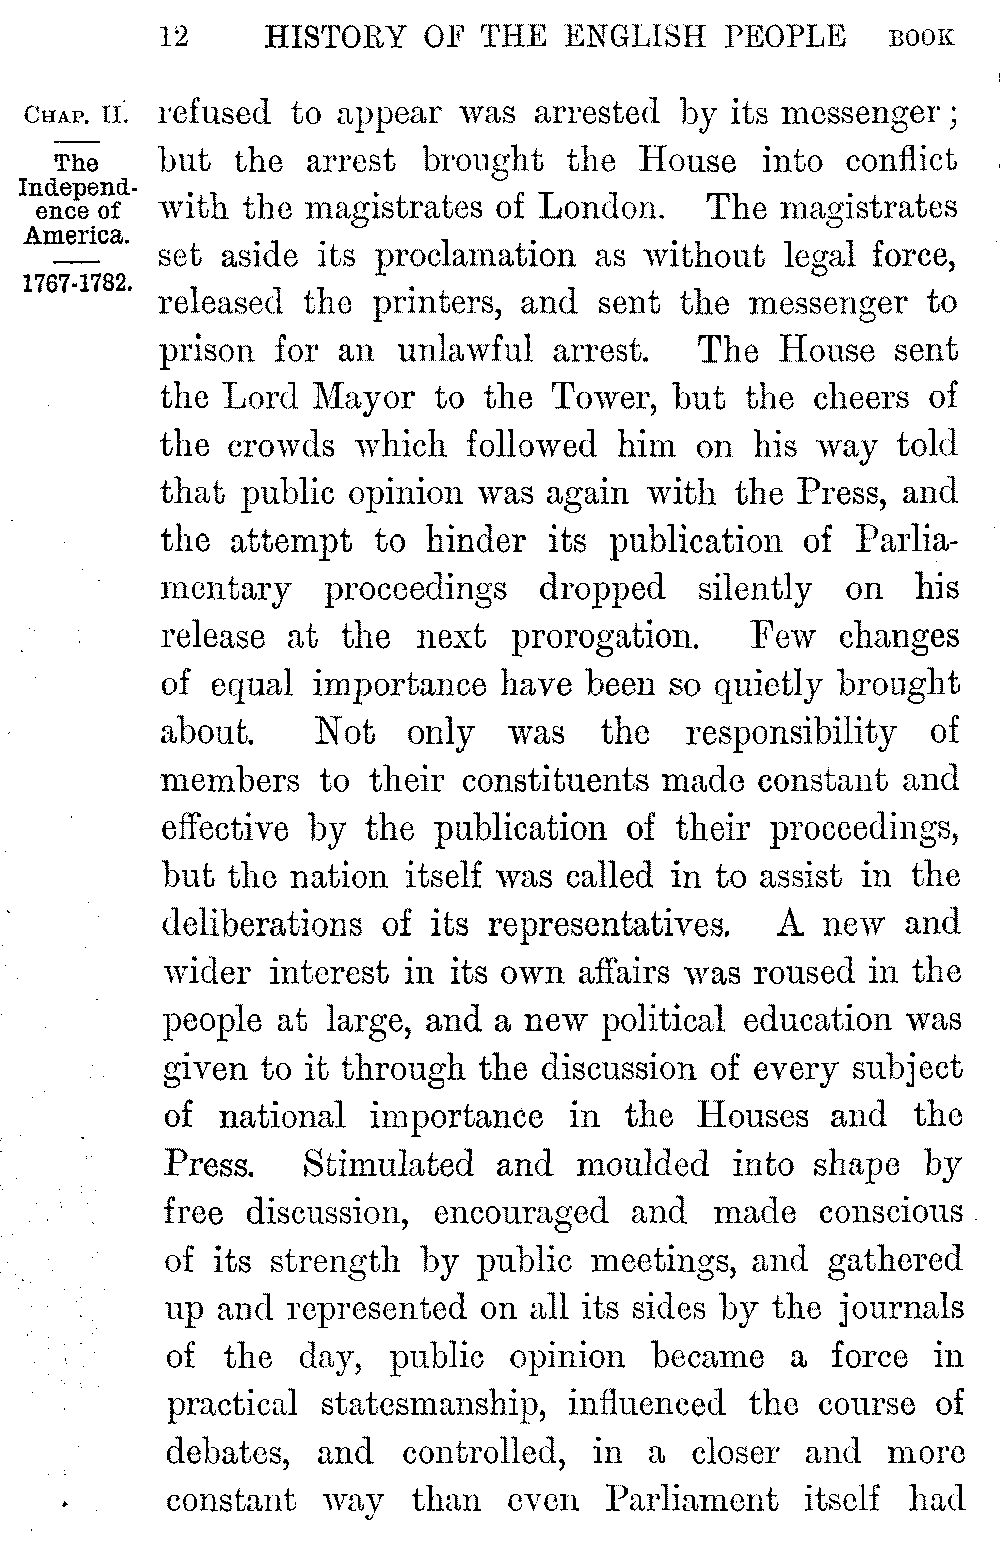 12 HISTORY OF THE ENGLISH PEOPLE BOOK
CHAP. II.
The
Independ-
ence of
America.
1767-1782.
refused to appear was arrested by its messenger;
but the arrest brought the House into conflict
with the magistrates of London. The magistrates
set aside its proclamation as without legal force,
released the printers, and sent the messenger to
prison for an unlawful arrest. The House sent
the Lord Mayor to the Tower, but the cheers of
the crowds which followed him on his way told
that public opinion was again with the Press, and
the attempt to hinder its publication of Parlia-
mentary proceedings dropped silently on his
release at the next prorogation. Few changes
of equal importance have been so quietly brought
about. Not only was the responsibility of
members to their constituents made constant and
effective by the publication of their proceedings,
but the nation itself was called in to assist in the
deliberations of its representatives. A new and
wider interest in its own affairs was roused in the
people at large, and a new political education was
given to it through the discussion of every subject
of national importance in the Houses and the
Press. Stimulated and moulded into shape by
free discussion, encouraged and made conscious
of its strength by public meetings, and gathered
up and represented on all its sides by the journals
of the day, public opinion became a force in
practical statesmanship, influenced the course of
debates, and controlled, in a closer and more
constant way than even Parliament itself had